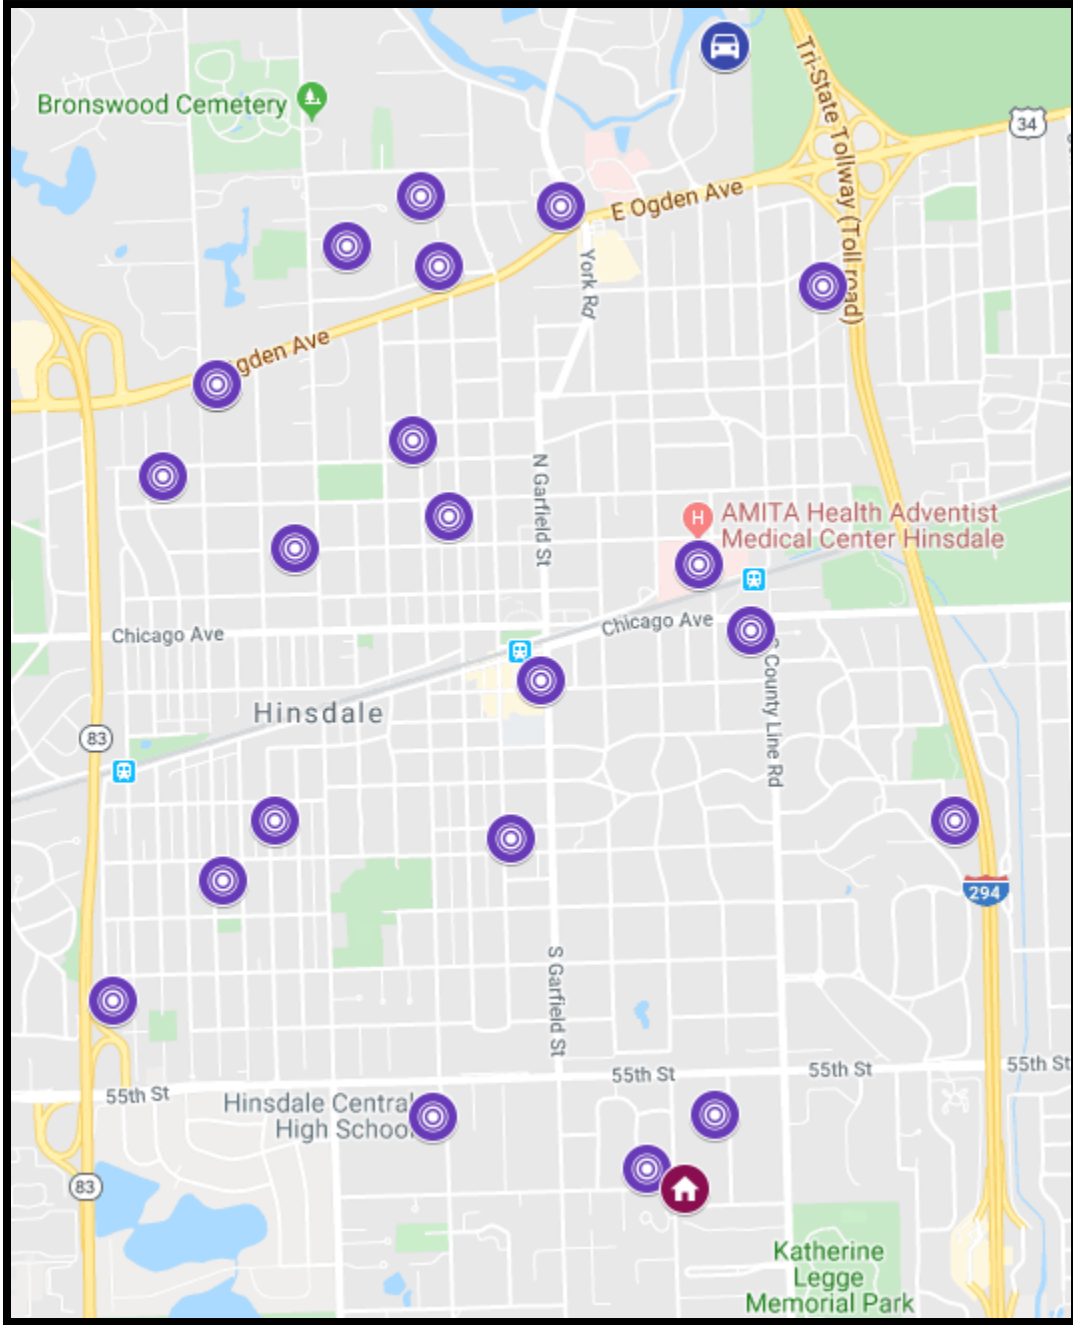 Bronswood Cemetery
Tri-State Tollway (Toll road)
34
E Ogden Ave
York Rd
gden Ave
N Garfield St
H
AMITA Health Adventist
Medical Center Hinsdale
Chicago Ave
Chicago Ave
Hinsdale
County Line Rd
83
294
S Garfield St
55th St
55th St
55th St
55th St
Hinsdale Central
High School
83
Katherine
Legge
Memorial Park